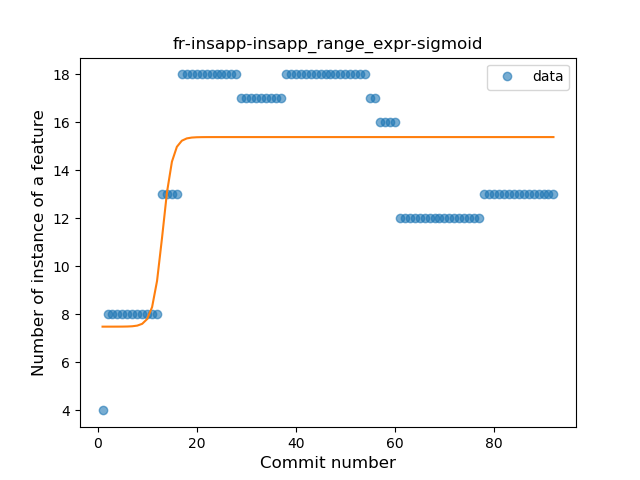 fr-insapp-insapp_range_expr-sigmoid
data
Number of instance of a feature
18
16
14
12
10
8
6
4
0 20 40 60 80
Commit number